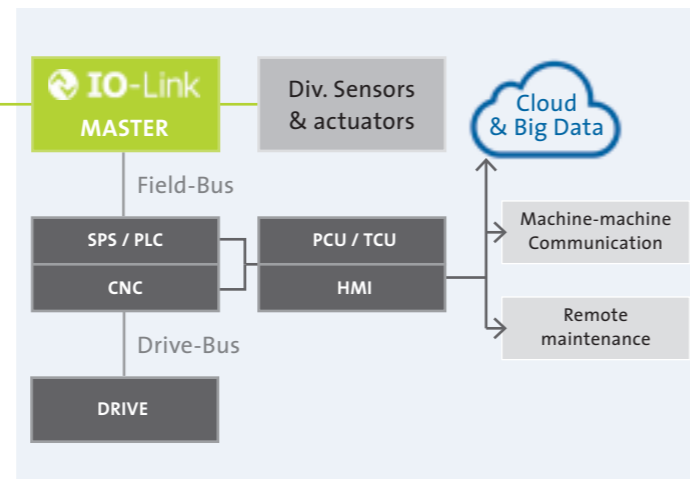 IO-Link
MASTER
Div. Sensors
& actuators
Cloud
& Big Data
Field-Bus
SPS / PLC
PCU / TCU
Machine-machine
Communication
CNC
HMI
Remote
maintenance
Drive-Bus
DRIVE